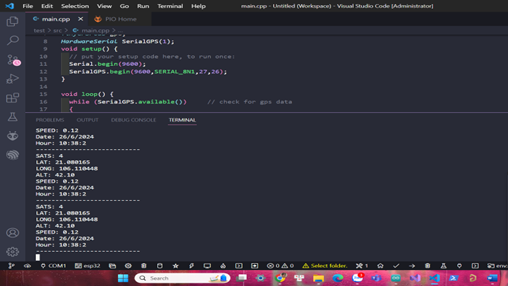 File Edit Selection View Go Run Terminal Help
main.cpp - Untitled (Workspace) - Visual Studio Code [Administrator]
main.cpp
PIO Home
test > src > main.cpp > ...
8 HardwareSerial SerialGPS(1);
9 void setup() {
10 // put your setup code here, to run once:
11 Serial.begin(9600);
12 SerialGPS.begin(9600,SERIAL_8N1,27,26);
13 }
14
15 void loop() {
16 while (SerialGPS.available()) // check for gps data
17 {
PROBLEMS OUTPUT DEBUG CONSOLE TERMINAL
SPEED: 0.12
Date: 26/6/2024
Hour: 10:38:2
---------------------------
SATS: 4
LAT: 21.080165
LONG: 106.110448
ALT: 42.10
SPEED: 0.12
Date: 26/6/2024
Hour: 10:38:2
---------------------------
SATS: 4
LAT: 21.080165
LONG: 106.110448
ALT: 42.10
SPEED: 0.12
Date: 26/6/2024
Hour: 10:38:2
---------------------------
COM1 esp32 0 0 Select folder. 1 env:
Search